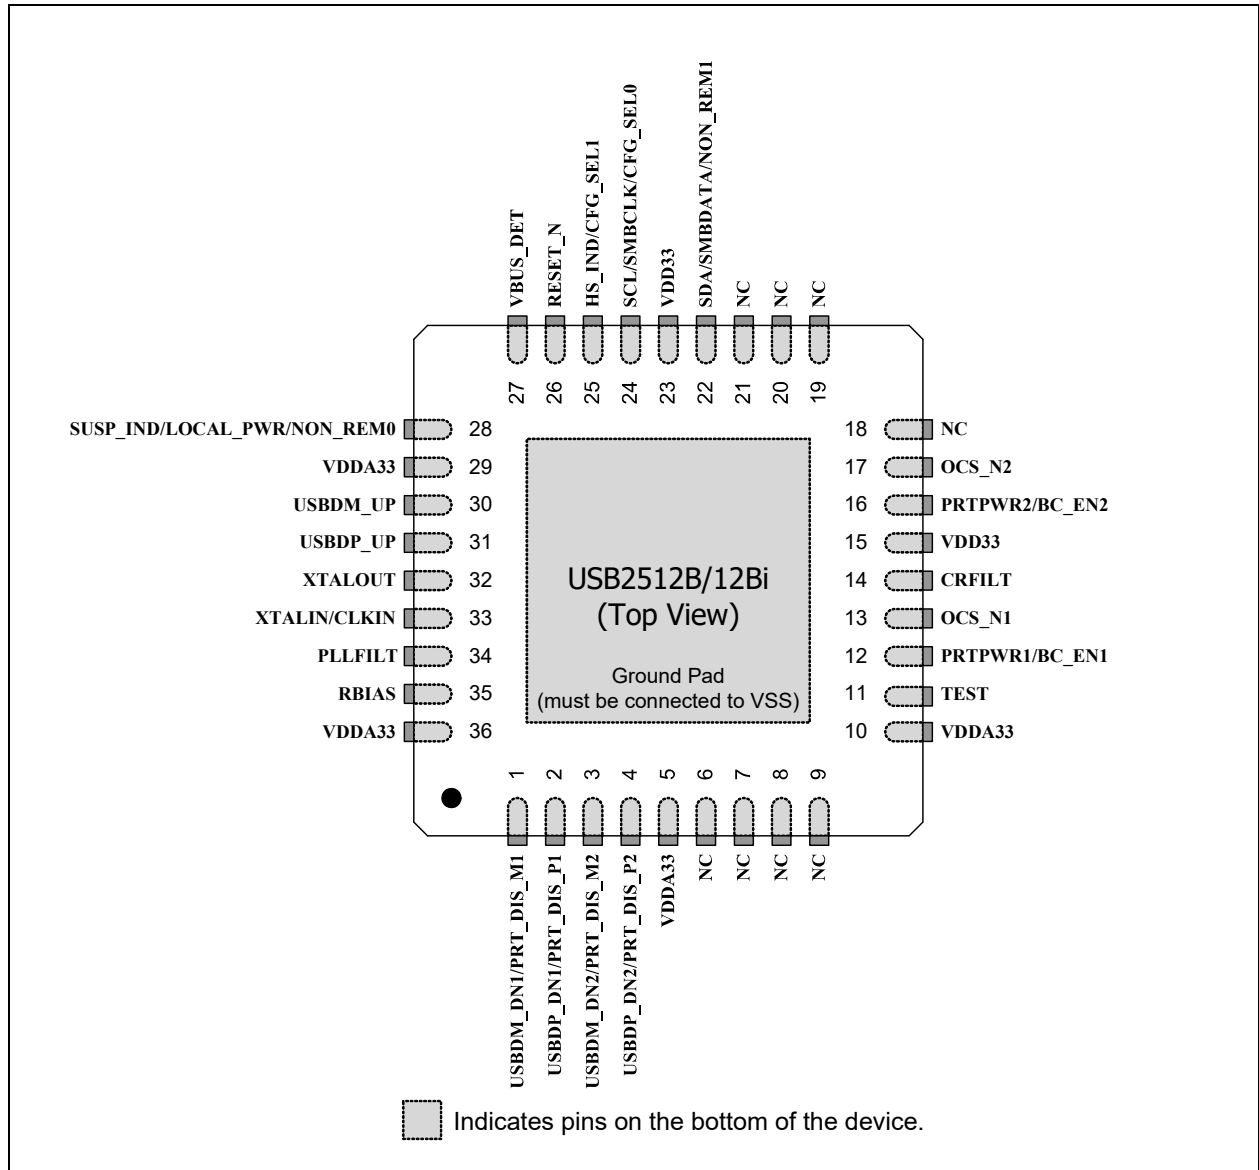 VBUS_DET
RESET_N
HS_IND/CFG_SEL1
SCL/SMBCLK/CFG_SEL0
VDD33
SDA/SMBDATA/NON_REM1
NC
NC
NC
27
26
25
24
23
22
21
20
19
SUSP_IND/LOCAL_PWR/NON_REM0 28
VDDA33 29
USBDM_UP 30
USBDP_UP 31
XTALOUT 32
XTALIN/CLKIN 33
PLLFILT 34
RBIAS 35
VDDA33 36
USB2512B/12Bi
(Top View)
Ground Pad
(must be connected to VSS)
18 NC
17 OCS_N2
16 PRTPWR2/BC_EN2
15 VDD33
14 CRFILT
13 OCS_N1
12 PRTPWR1/BC_EN1
11 TEST
10 VDDA33
1
2
3
4
5
6
7
8
9
USBDM_DN1/PRT_DIS_M1
USBDP_DN1/PRT_DIS_P1
USBDM_DN2/PRT_DIS_M2
USBDP_DN2/PRT_DIS_P2
VDDA33
NC
NC
NC
NC
Indicates pins on the bottom of the device.